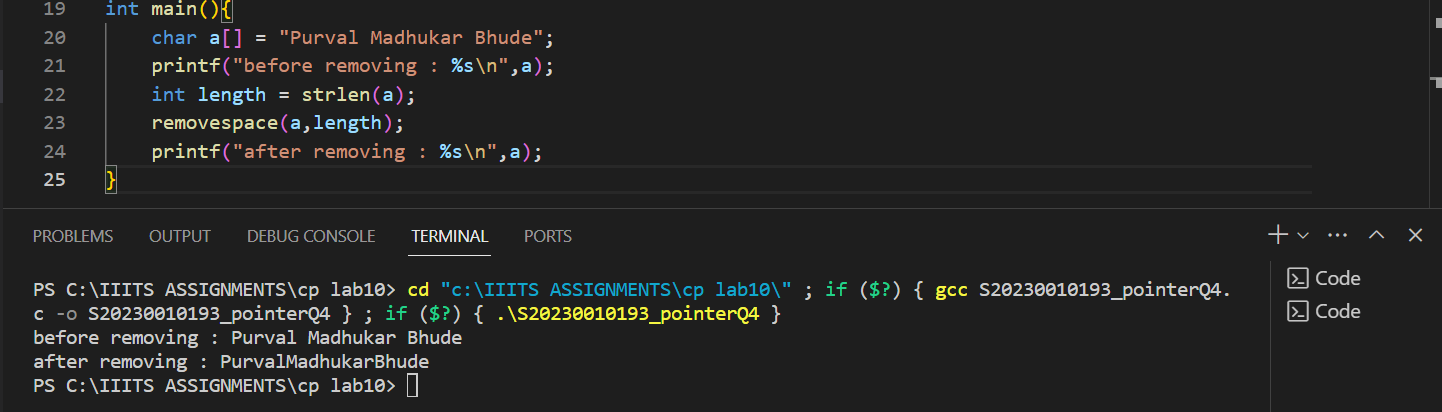 19 int main(){
20     char a[] = "Purval Madhukar Bhude";
21     printf("before removing : %s\n",a);
22     int length = strlen(a);
23     removespace(a,length);
24     printf("after removing : %s\n",a);
25 }
PROBLEMS OUTPUT DEBUG CONSOLE TERMINAL PORTS
PS C:\IIITS ASSIGNMENTS\cp lab10> cd "c:\IIITS ASSIGNMENTS\cp lab10\" ; if ($?) { gcc S20230010193_pointerQ4.
c -o S20230010193_pointerQ4 } ; if ($?) { .\S20230010193_pointerQ4 }
before removing : Purval Madhukar Bhude
after removing : PurvalMadhukarBhude
PS C:\IIITS ASSIGNMENTS\cp lab10>
Code
Code